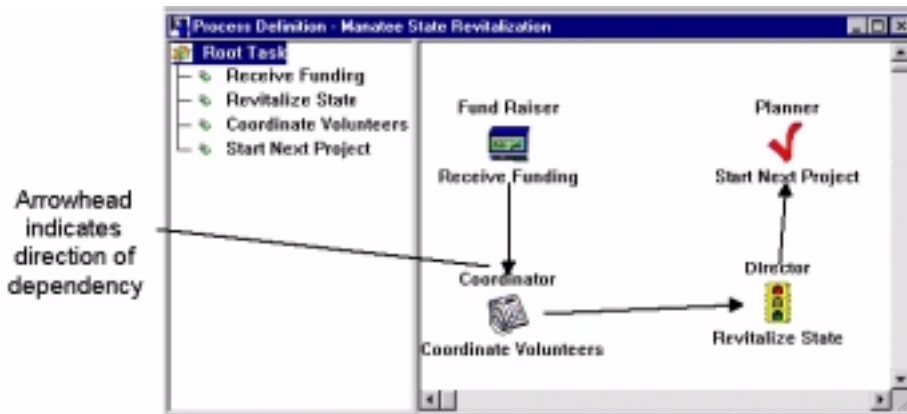 Process Definition - Manatee State Revitalization
Root Task
Receive Funding
Revitalize State
Coordinate Volunteers
Start Next Project
Fund Raiser
Receive Funding
Planner
Start Next Project
Coordinator
Coordinate Volunteers
Director
Revitalize State
Arrowhead
indicates
direction of
dependency